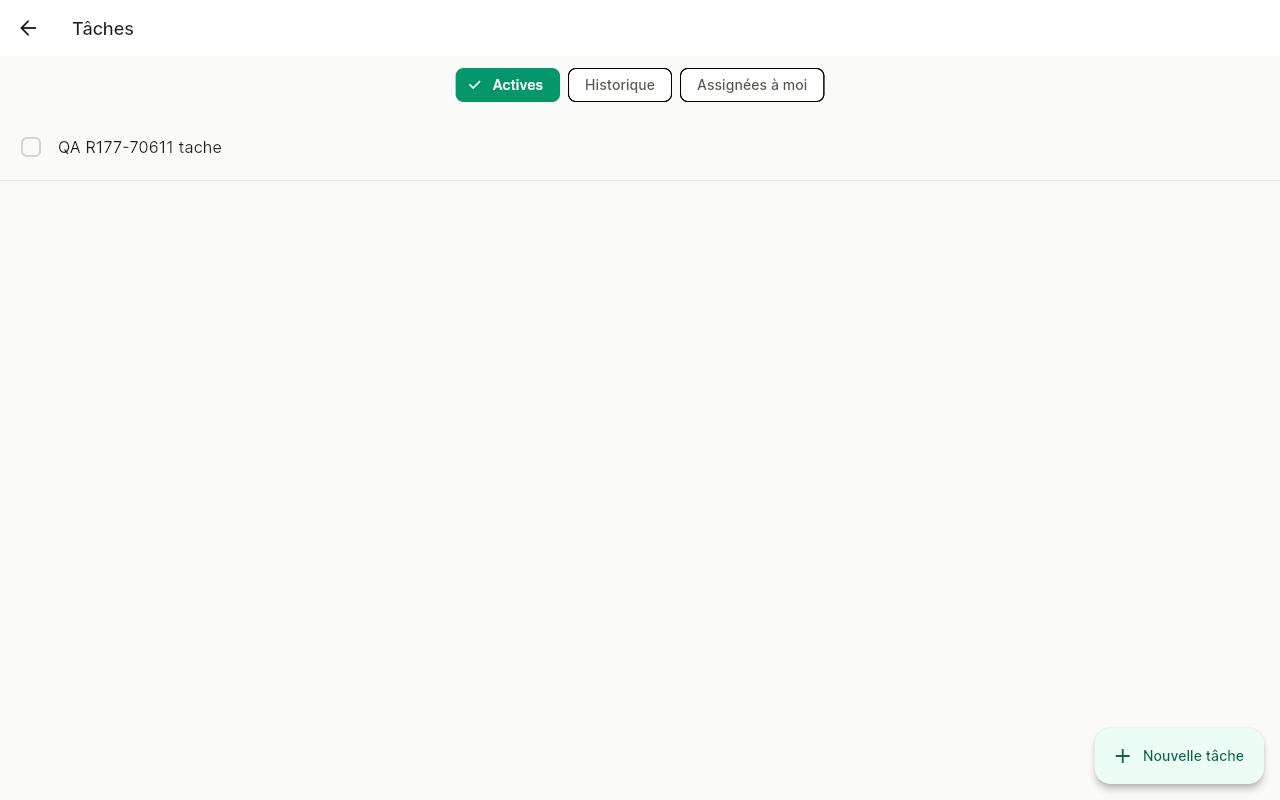 Tâches
Actives
Historique
Assignées à moi
QA R177-70611 tache
Nouvelle tâche